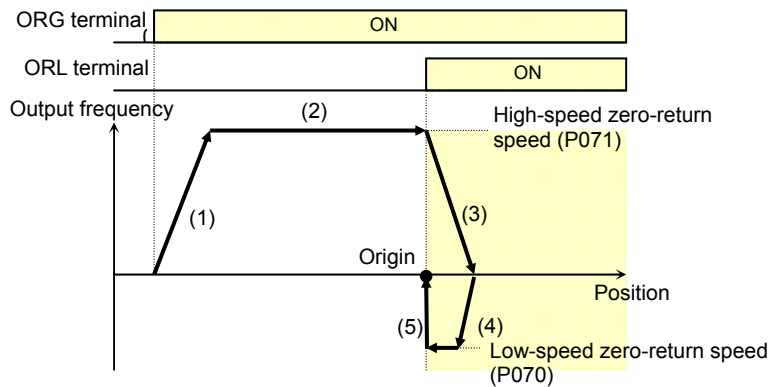 ORG terminal
ON
ORL terminal
ON
Output frequency
(2)
High-speed zero-return
speed (P071)
(1)
(3)
Origin
Position
(5)
(4)
Low-speed zero-return speed
(P070)